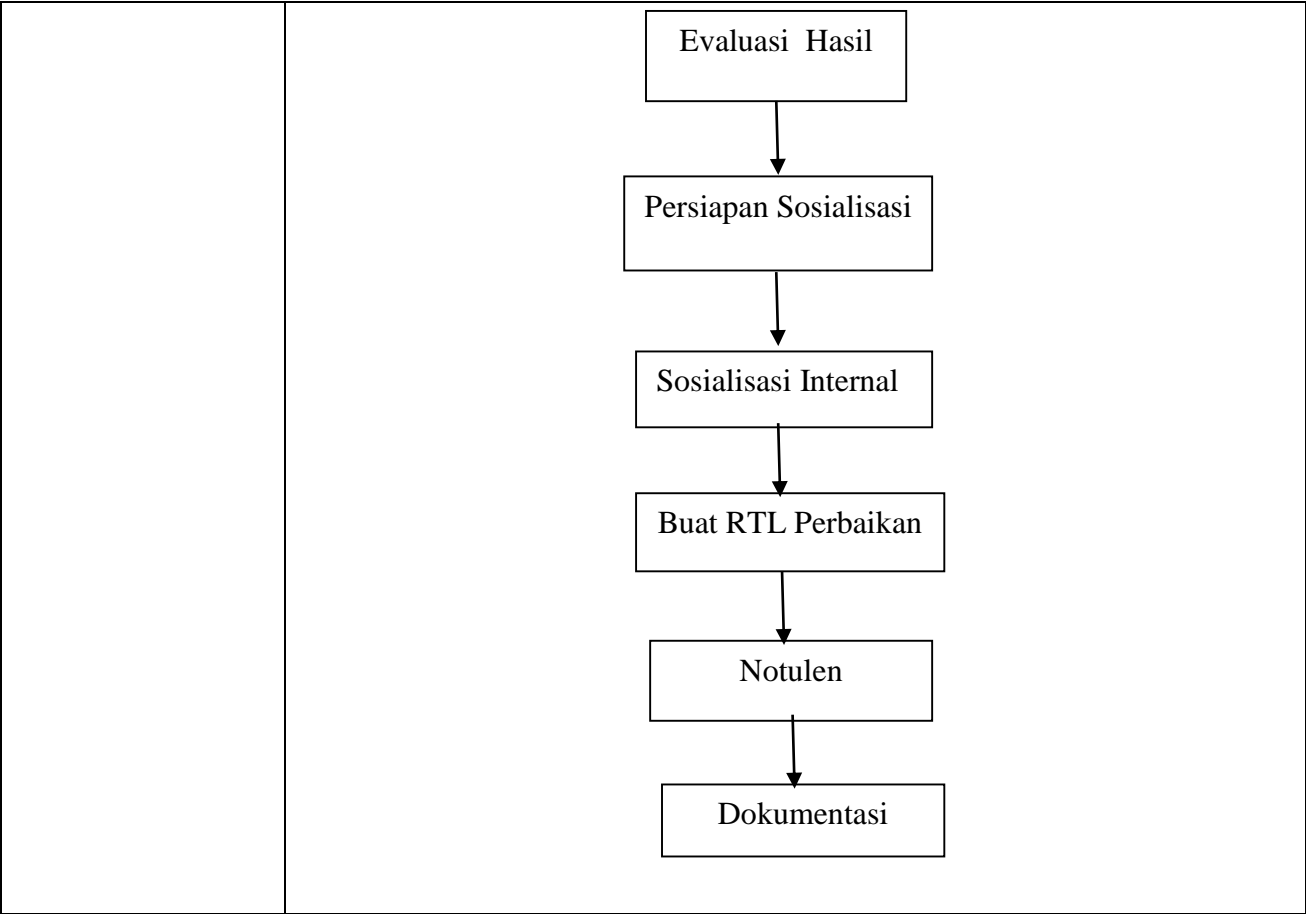 Evaluasi  Hasil
Persiapan Sosialisasi
Sosialisasi Internal
Buat RTL Perbaikan
Notulen
Dokumentasi